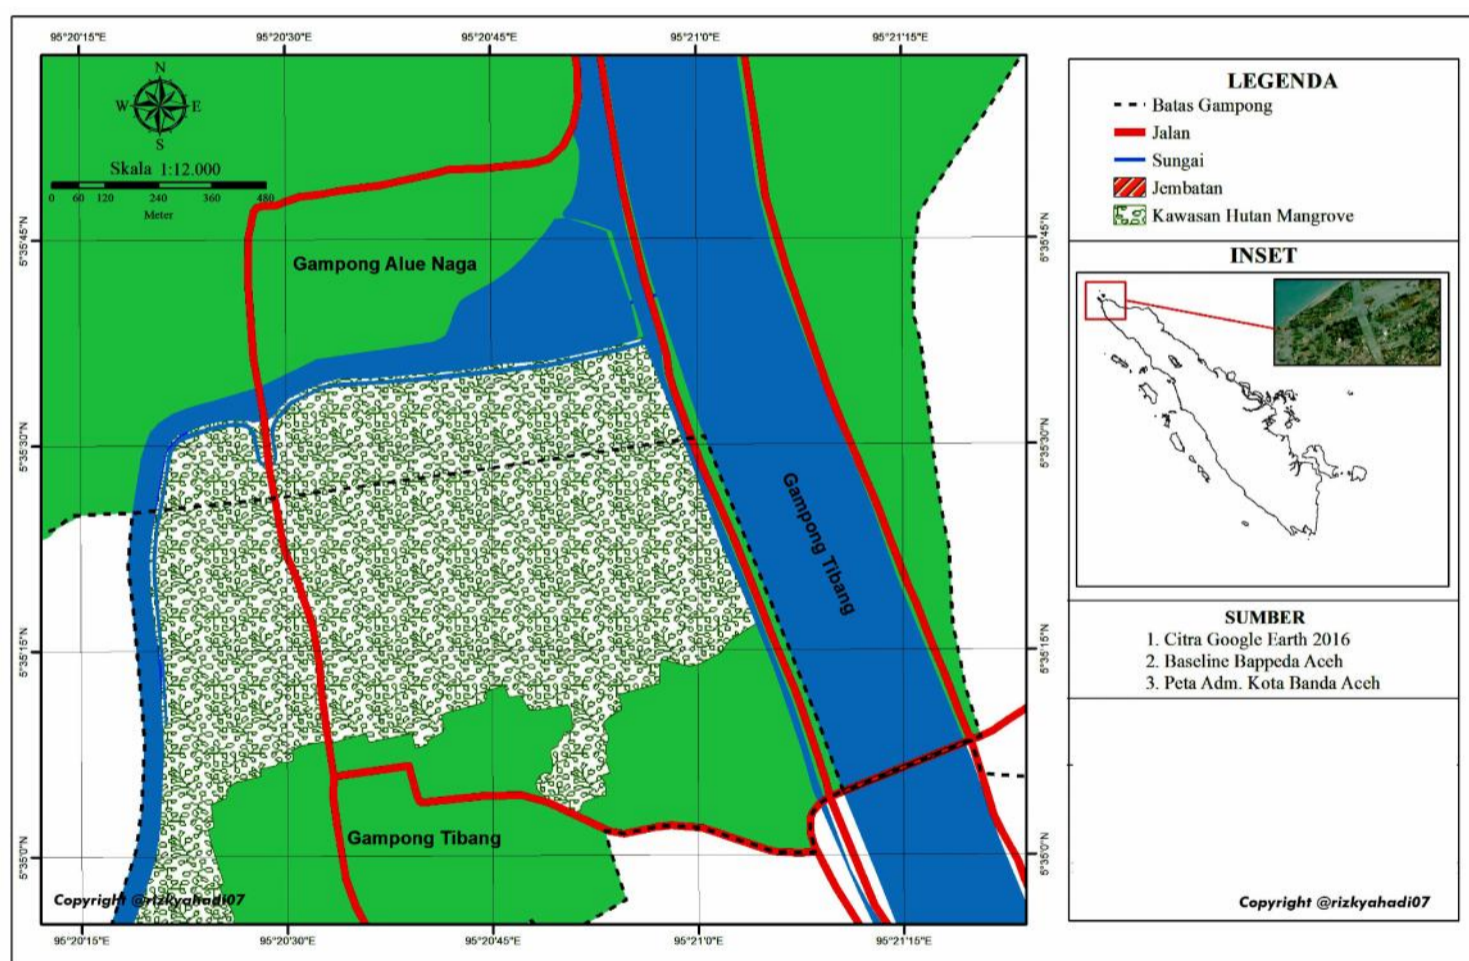 95°20'15"E 95°20'30"E 95°20'45"E 95°21'0"E 95°21'15"E
N
W E
S
Skala 1:12.000
0 60 120 240 360 480
Meter
5°35'45"N
5°35'30"N
5°35'15"N
5°35'0"N
Gampong Alue Naga
Gampong Tibang
Gampong Tibang
Copyright @rizkyahadi07
5°35'45"N
5°35'30"N
5°35'15"N
5°35'0"N
95°20'15"E 95°20'30"E 95°20'45"E 95°21'0"E 95°21'15"E
LEGENDA
Batas Gampong
Jalan
Sungai
Jembatan
Kawasan Hutan Mangrove
INSET
SUMBER
1. Citra Google Earth 2016
2. Baseline Bappeda Aceh
3. Peta Adm. Kota Banda Aceh
Copyright @rizkyahadi07